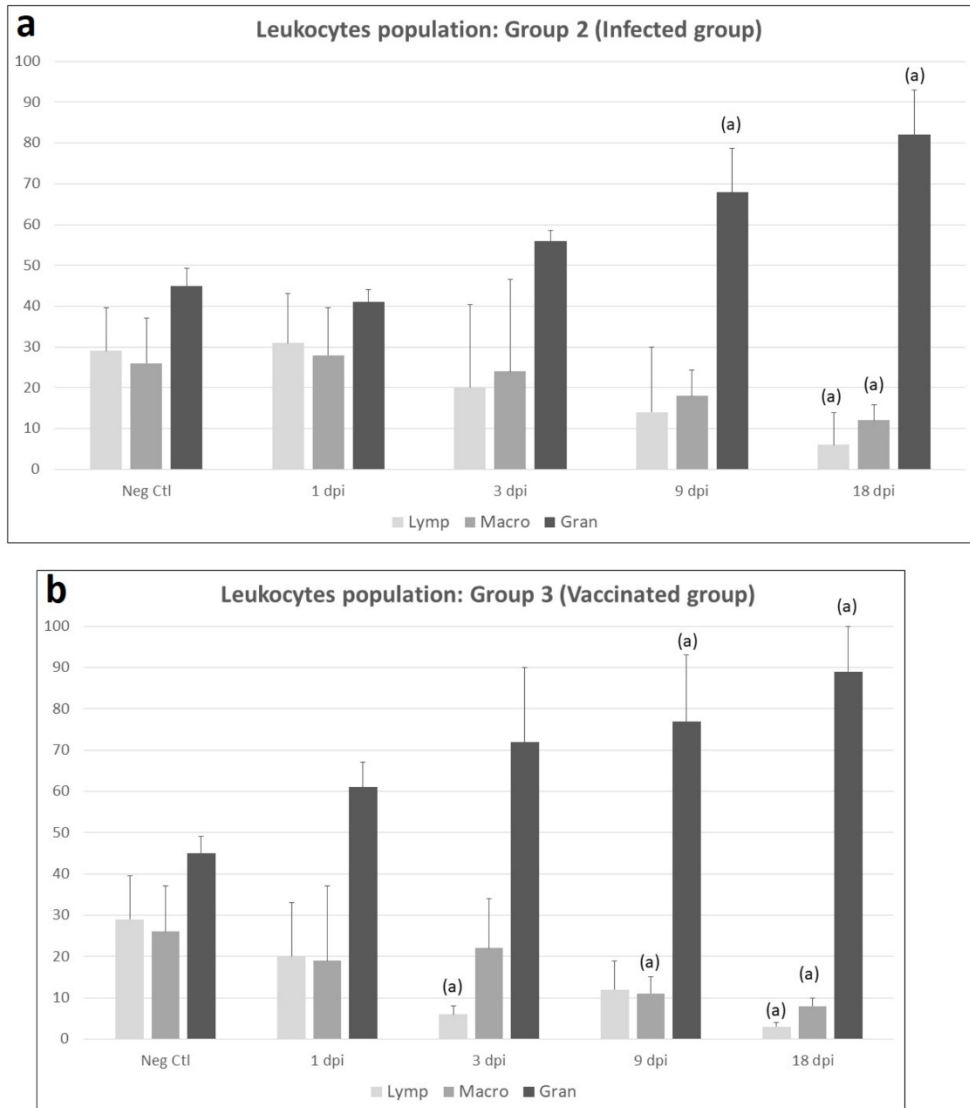 a
Leukocytes population: Group 2 (Infected group)
100
90
80
70
60
50
40
30
20
10
0
(a)
(a)
(a)
(a)
Neg Ctl 1 dpi 3 dpi 9 dpi 18 dpi
Lymp Macro Gran
b
Leukocytes population: Group 3 (Vaccinated group)
100
90
80
70
60
50
40
30
20
10
0
(a)
(a)
(a)
(a)
(a)
(a)
Neg Ctl 1 dpi 3 dpi 9 dpi 18 dpi
Lymp Macro Gran